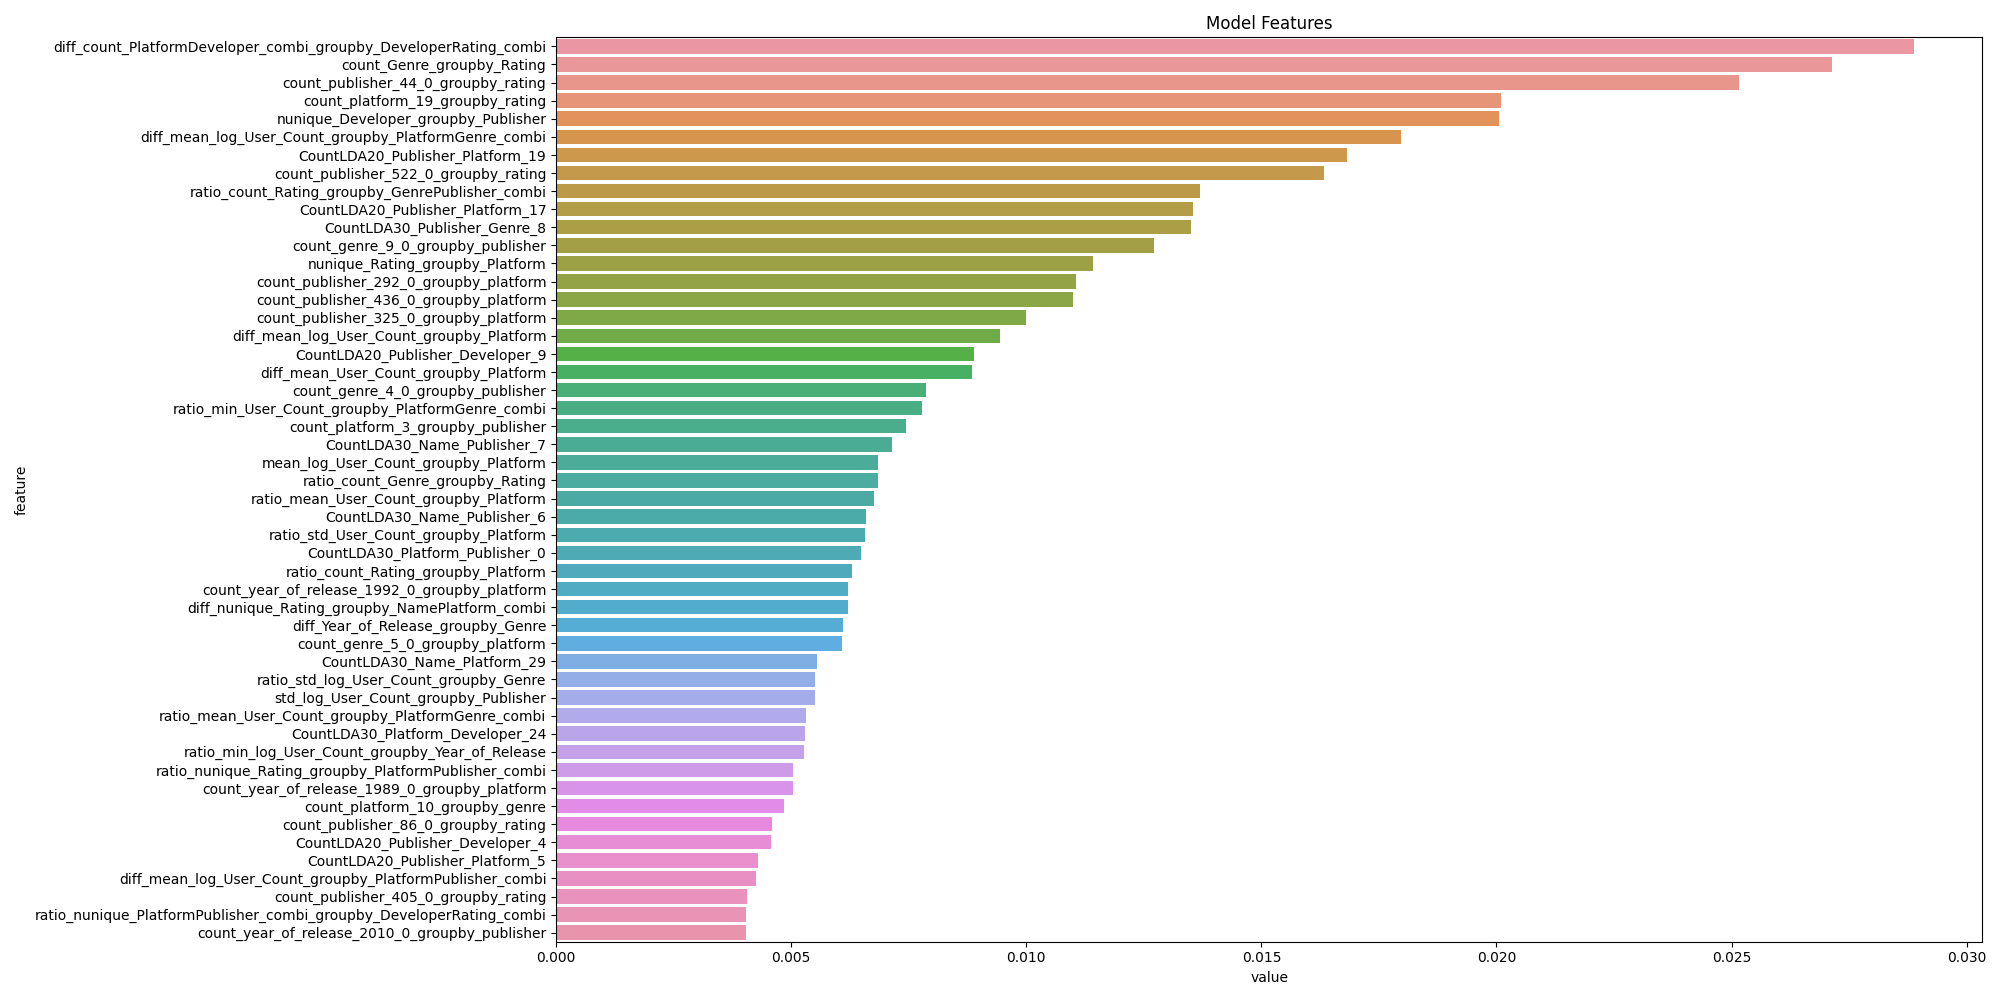 Model Features
diff_count_PlatformDeveloper_combi_groupby_DeveloperRating_combi
count_Genre_groupby_Rating
count_publisher_44_0_groupby_rating
count_platform_19_groupby_rating
nunique_Developer_groupby_Publisher
diff_mean_log_User_Count_groupby_PlatformGenre_combi
CountLDA20_Publisher_Platform_19
count_publisher_522_0_groupby_rating
ratio_count_Rating_groupby_GenrePublisher_combi
CountLDA20_Publisher_Platform_17
CountLDA30_Publisher_Genre_8
count_genre_9_0_groupby_publisher
nunique_Rating_groupby_Platform
count_publisher_292_0_groupby_platform
count_publisher_436_0_groupby_platform
count_publisher_325_0_groupby_platform
diff_mean_log_User_Count_groupby_Platform
CountLDA20_Publisher_Developer_9
diff_mean_User_Count_groupby_Platform
count_genre_4_0_groupby_publisher
ratio_min_User_Count_groupby_PlatformGenre_combi
count_platform_3_groupby_publisher
CountLDA30_Name_Publisher_7
mean_log_User_Count_groupby_Platform
ratio_count_Genre_groupby_Rating
ratio_mean_User_Count_groupby_Platform
CountLDA30_Name_Publisher_6
ratio_std_User_Count_groupby_Platform
CountLDA30_Platform_Publisher_0
ratio_count_Rating_groupby_Platform
count_year_of_release_1992_0_groupby_platform
diff_nunique_Rating_groupby_NamePlatform_combi
diff_Year_of_Release_groupby_Genre
count_genre_5_0_groupby_platform
CountLDA30_Name_Platform_29
ratio_std_log_User_Count_groupby_Genre
std_log_User_Count_groupby_Publisher
ratio_mean_User_Count_groupby_PlatformGenre_combi
CountLDA30_Platform_Developer_24
ratio_min_log_User_Count_groupby_Year_of_Release
ratio_nunique_Rating_groupby_PlatformPublisher_combi
count_year_of_release_1989_0_groupby_platform
count_platform_10_groupby_genre
count_publisher_86_0_groupby_rating
CountLDA20_Publisher_Developer_4
CountLDA20_Publisher_Platform_5
diff_mean_log_User_Count_groupby_PlatformPublisher_combi
count_publisher_405_0_groupby_rating
ratio_nunique_PlatformPublisher_combi_groupby_DeveloperRating_combi
count_year_of_release_2010_0_groupby_publisher
feature
0.000 0.005 0.010 0.015 0.020 0.025 0.030
value